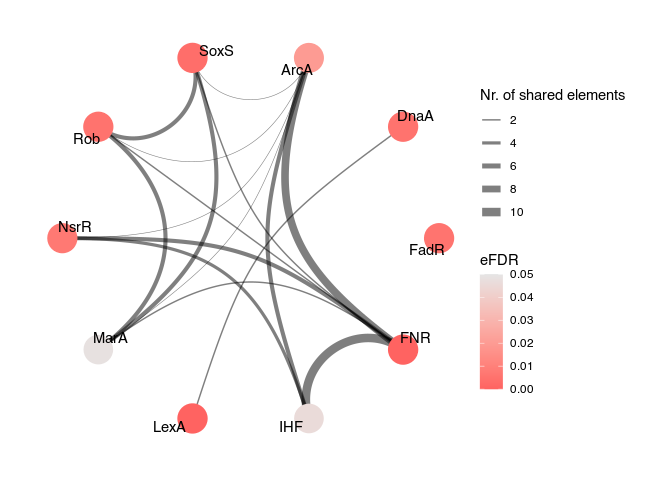 SoxS
ArcA
DnaA
Rob
NsrR
FadR
MarA
FNR
LexA
IHF
Nr. of shared elements
2
4
6
8
10
eFDR
0.05
0.04
0.03
0.02
0.01
0.00